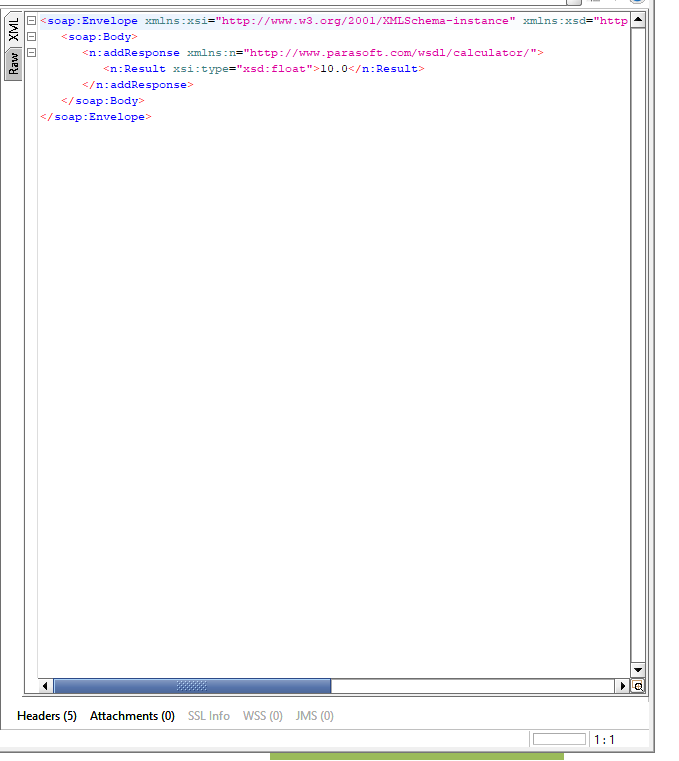 XML
Raw
<soap:Envelope xmlns:xsi="http://www.w3.org/2001/XMLSchema-instance" xmlns:xsd="http
<soap:Body>
<n:addResponse xmlns:n="http://www.parasoft.com/wsdl/calculator/">
<n:Result xsi:type="xsd:float">10.0</n:Result>
</n:addResponse>
</soap:Body>
</soap:Envelope>
Headers (5) Attachments (0) SSL Info WSS (0) JMS (0)
1 : 1